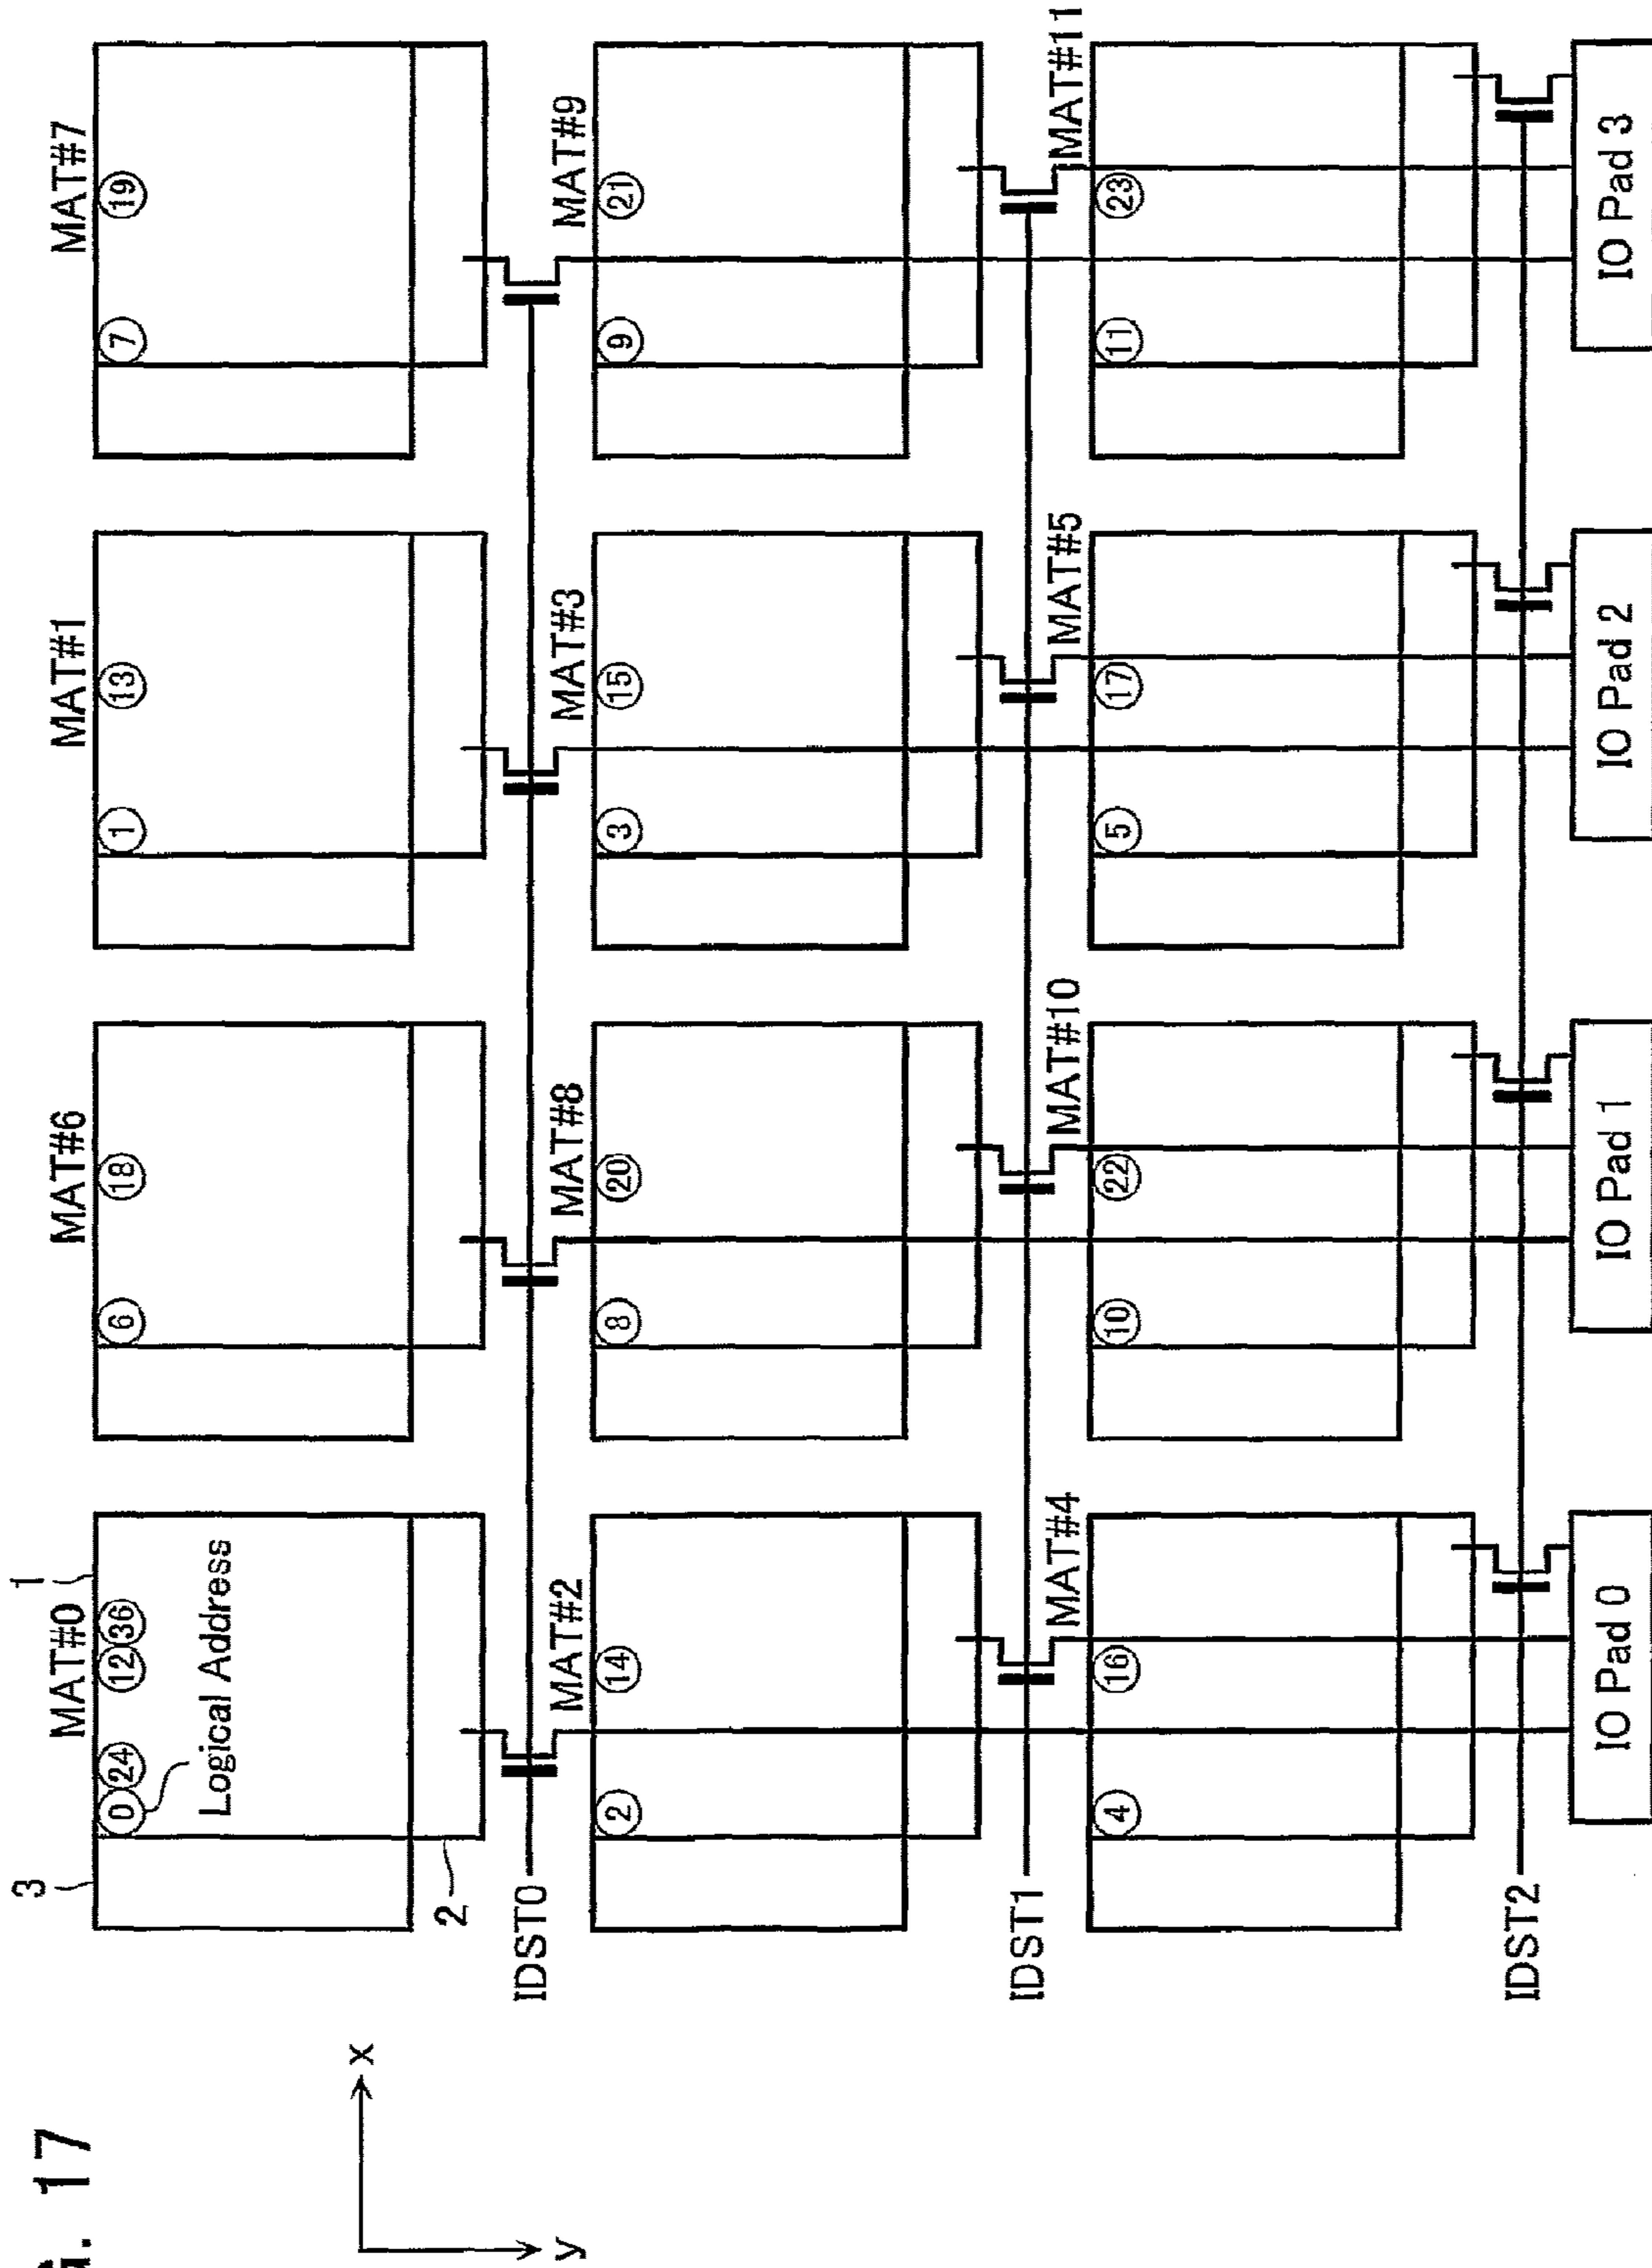 G. 17
3
1
MAT#0
MAT#6
MAT#1
MAT#7
0
24
12
36
6
18
1
13
7
19
Logical Address
x
y
2
IDST0
MAT#2
MAT#8
MAT#3
MAT#9
2
14
8
20
3
15
9
21
IDST1
MAT#4
MAT#10
MAT#5
MAT#11
4
16
10
22
5
17
11
23
IDST2
IO Pad 0
IO Pad 1
IO Pad 2
IO Pad 3